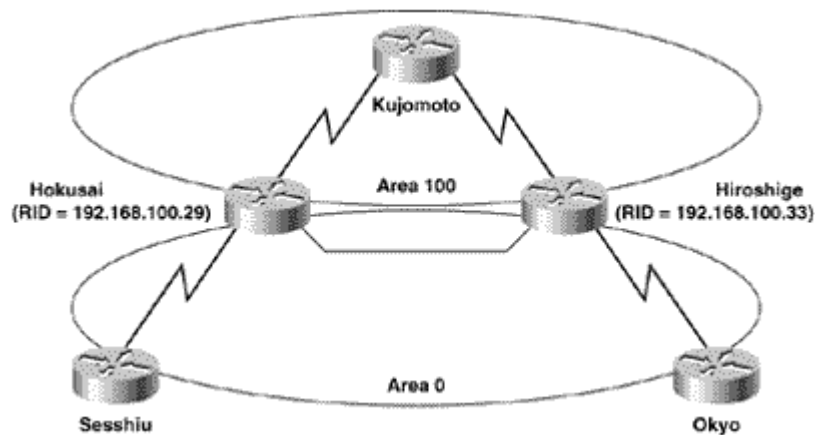 Kujomoto
Hokusai
(RID = 192.168.100.29)
Area 100
Hiroshige
(RID = 192.168.100.33)
Area 0
Sesshiu
Okyo